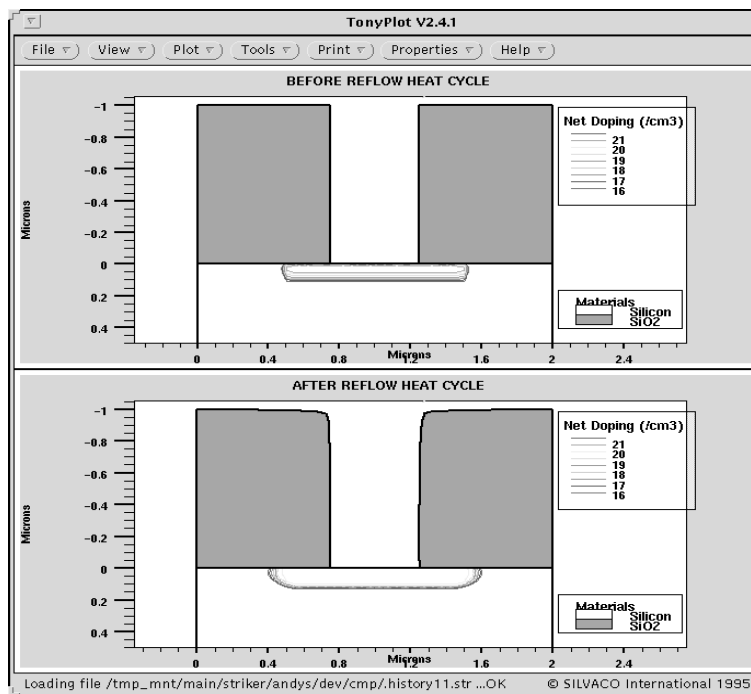 TonyPlot V2.4.1
File View Plot Tools Print Properties Help
BEFORE REFLOW HEAT CYCLE
Microns
-1
-0.8
-0.6
-0.4
-0.2
0
0.2
0.4
0 0.4 0.8 1.2 1.6 2 2.4
Microns
Net Doping (/cm3)
21
20
19
18
17
16
Materials
Silicon
SiO2
AFTER REFLOW HEAT CYCLE
Microns
-1
-0.8
-0.6
-0.4
-0.2
0
0.2
0.4
0 0.4 0.8 1.2 1.6 2 2.4
Microns
Net Doping (/cm3)
21
20
19
18
17
16
Materials
Silicon
SiO2
Loading file /tmp_mnt/main/striker/andys/dev/cmp/.history11.str ...OK © SILVACO International 1995